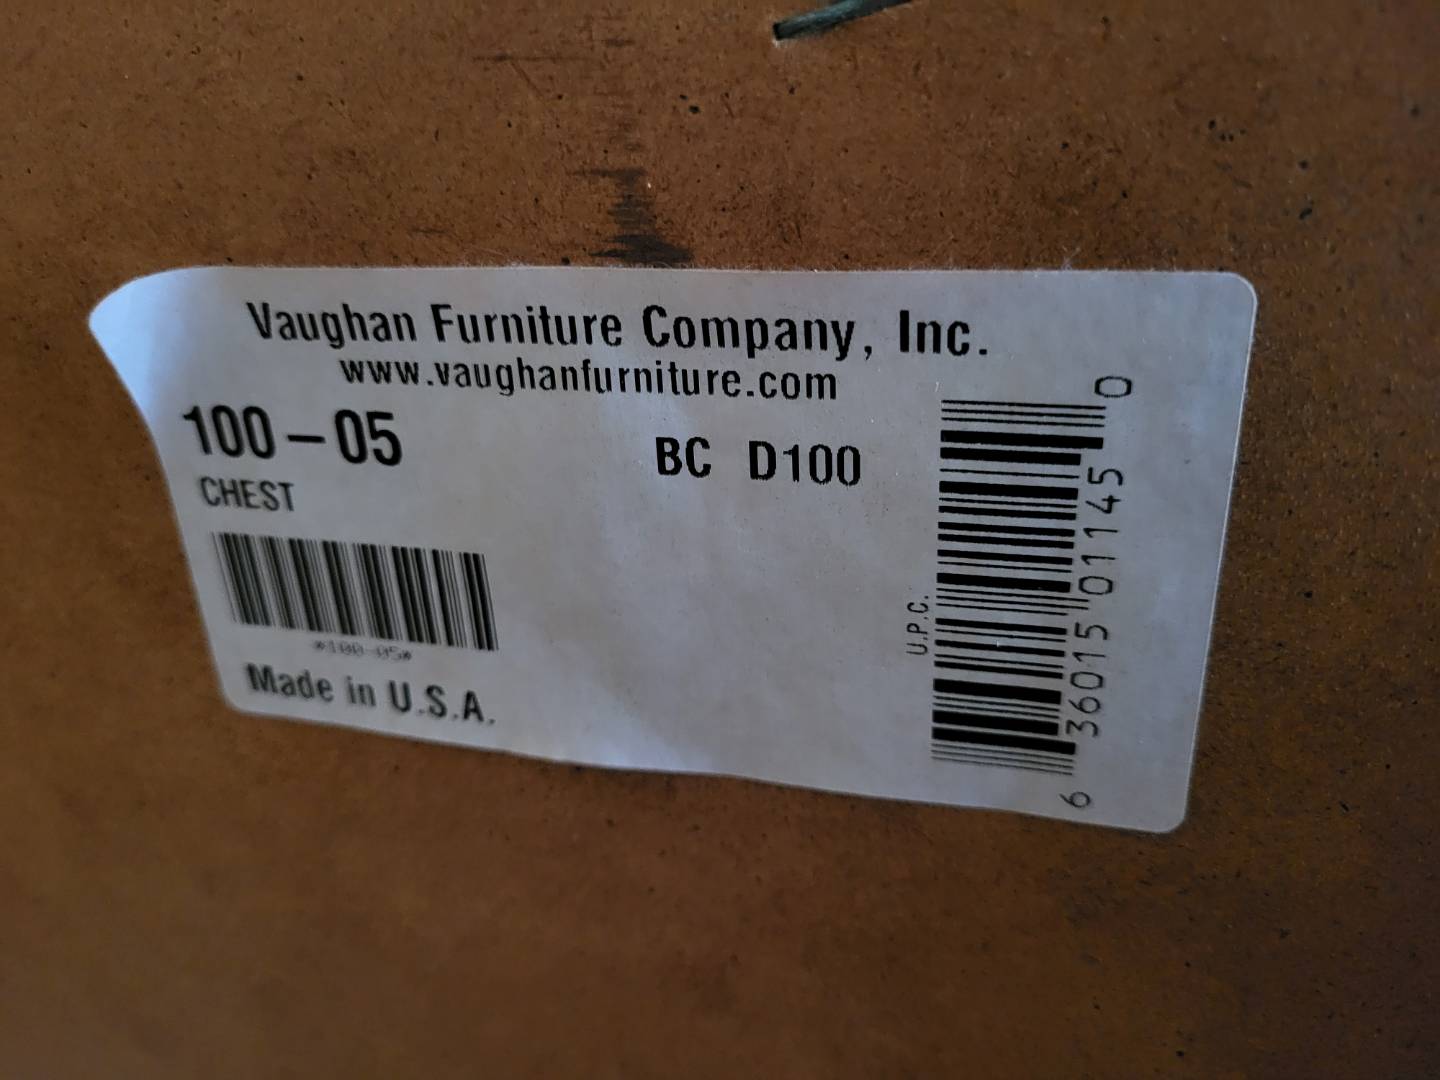 Vaughan Furniture Company, Inc.
www.vaughanfurniture.com
100-05
BC D100
CHEST
*100-05*
Made in U.S.A.
U.P.C.
6 36015 01145 0